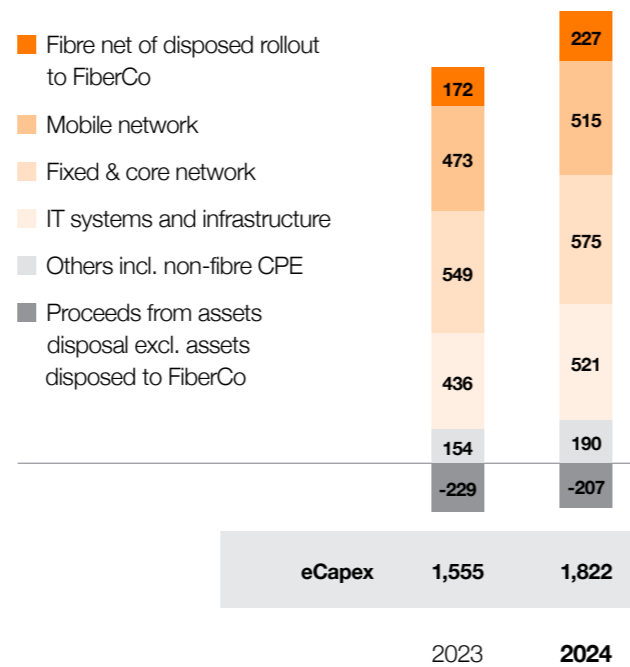 Fibre net of disposed rollout
to FiberCo
Mobile network
Fixed & core network
IT systems and infrastructure
Others incl. non-fibre CPE
Proceeds from assets
disposal excl. assets
disposed to FiberCo
172
473
549
436
154
-229
227
515
575
521
190
-207
eCapex 1,555 1,822
2023 2024